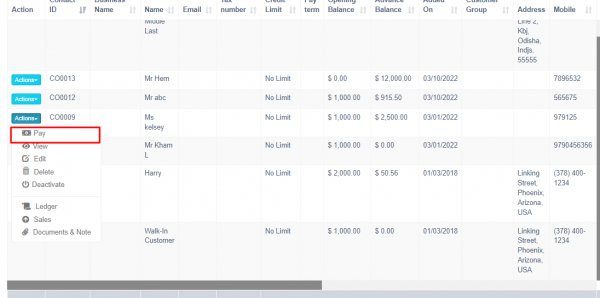 Contact Business Tax Credit Pay Opening Advance Added Customer
Action ID Name Name Email number Limit term Balance Balance On Group Address Mobile
Middle
Last
Line 2,
Kbj,
Odisha,
Indjs,
55555
Actions CO0013 Mr Hem No Limit $ 0.00 $ 12,000.00 03/10/2022 7896532
Actions CO0012 Mr abc No Limit $ 1,000.00 $ 915.50 03/10/2022 565675
Actions CO0009 Ms kelsey No Limit $ 1,000.00 $ 2,500.00 03/01/2022 979125
Pay
View
Edit
Delete
Deactivate
Ledger
Sales
Documents & Note
Mr Kham L No Limit $ 1,000.00 $ 0.00 03/01/2022 9790456356
Harry No Limit $ 2,000.00 $ 50.56 01/03/2018 Linking (378) 400-
Street, 1234
Phoenix,
Arizona,
USA
Walk-In No Limit $ 1,000.00 $ 0.00 01/03/2018 Linking (378) 400-
Customer Street, 1234
Phoenix,
Arizona,
USA